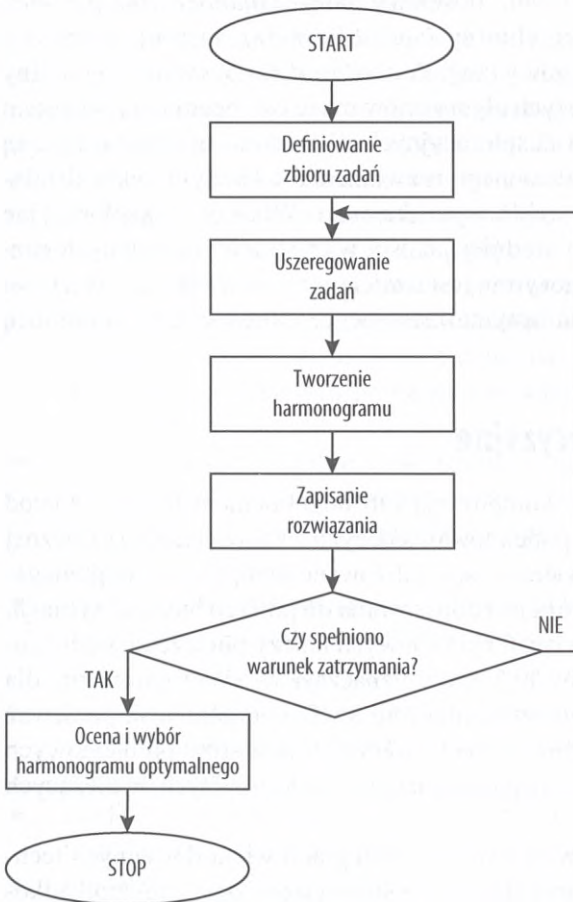 START
Definiowanie
zbioru zadań
Uszeregowanie
zadań
Tworzenie
harmonogramu
Zapisanie
rozwiązania
Czy spełniono
warunek zatrzymania?
NIE
TAK
Ocena i wybór
harmonogramu optymalnego
STOP